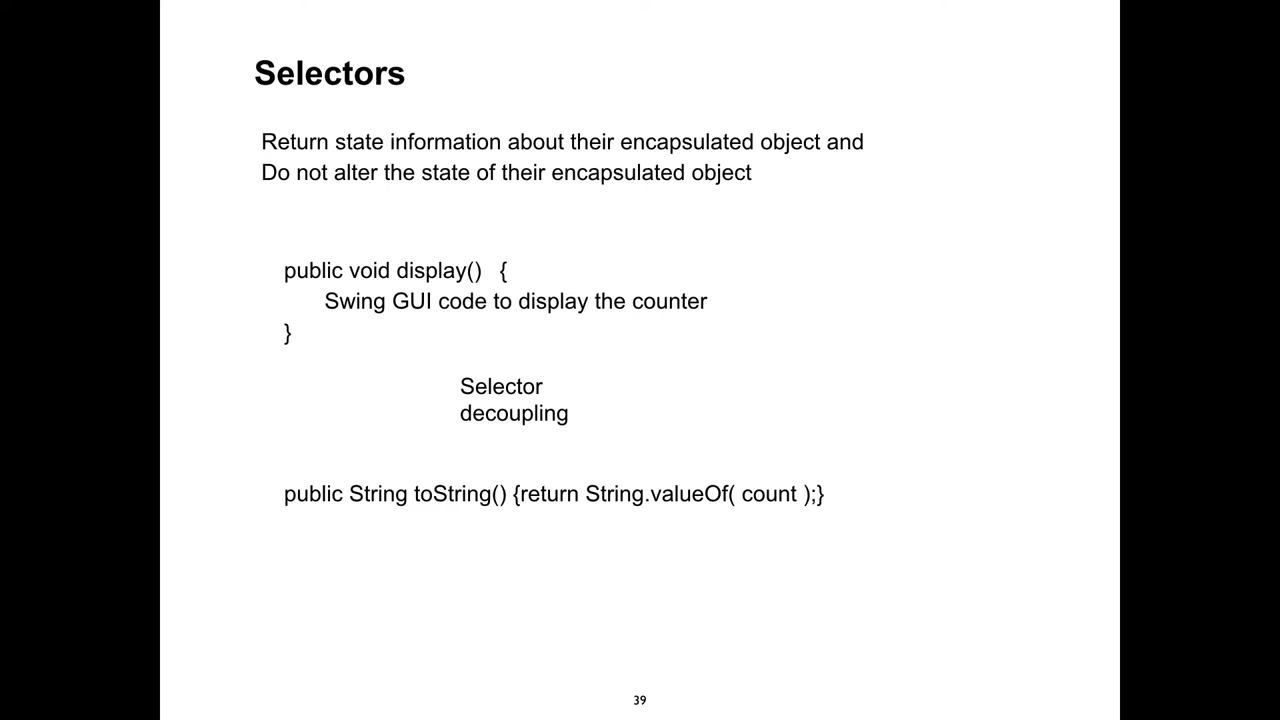 Selectors
Return state information about their encapsulated object and
Do not alter the state of their encapsulated object
public void display() {
Swing GUI code to display the counter
}
Selector
decoupling
public String toString() {return String.valueOf( count );}
39